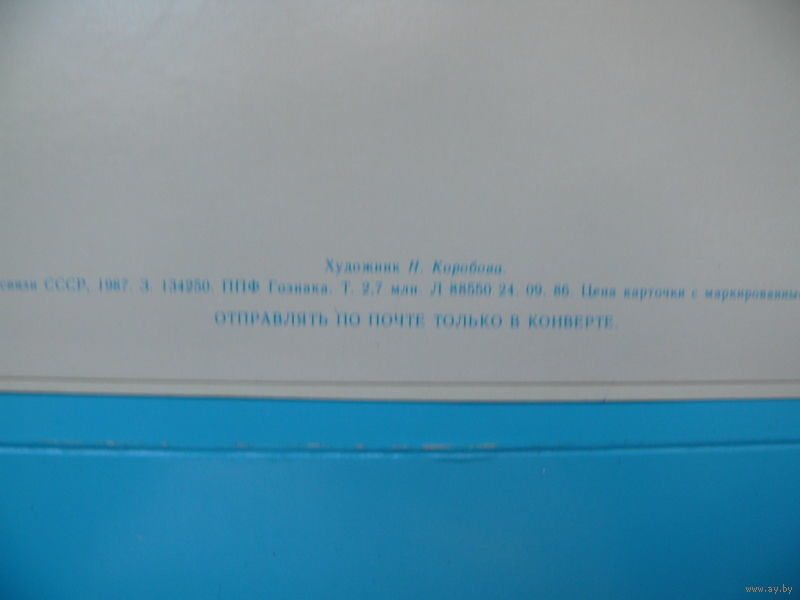 Художник Н. Коробова.
связи СССР, 1987. З. 134250. ППФ Гознака. Т. 2,7 млн. Л 88550 24. 09. 86. Цена карточки с маркированным
ОТПРАВЛЯТЬ ПО ПОЧТЕ ТОЛЬКО В КОНВЕРТЕ.
www.ay.by